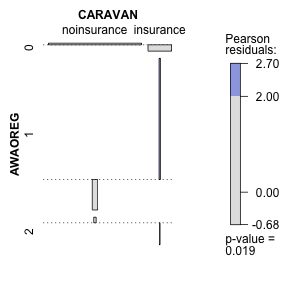 CARAVAN
noinsurance insurance
AWAOREG
0
1
2
Pearson
residuals:
2.70
2.00
0.00
-0.68
p-value =
0.019